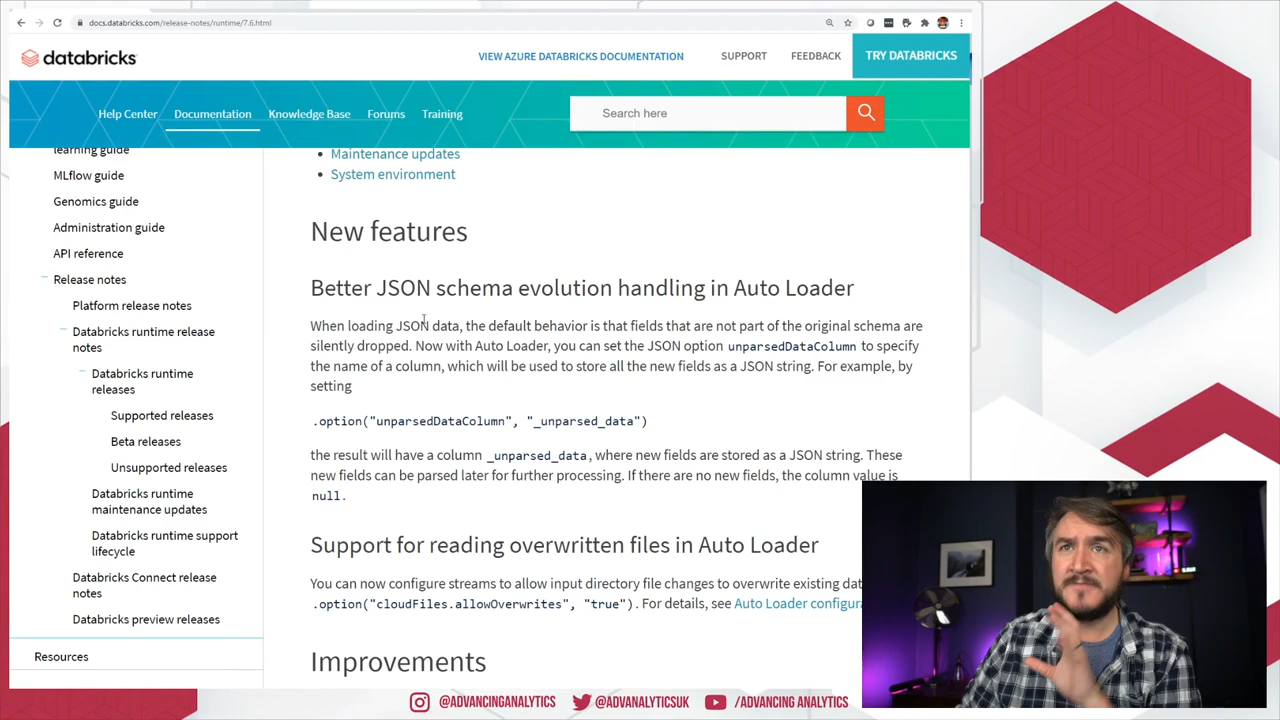 docs.databricks.com/release-notes/runtime/7.6.html
databricks
VIEW AZURE DATABRICKS DOCUMENTATION
SUPPORT
FEEDBACK
TRY DATABRICKS
Help Center
Documentation
Knowledge Base
Forums
Training
Search here
learning guide
MLflow guide
Genomics guide
Administration guide
API reference
Release notes
Platform release notes
Databricks runtime release
notes
Databricks runtime
releases
Supported releases
Beta releases
Unsupported releases
Databricks runtime
maintenance updates
Databricks runtime support
lifecycle
Databricks Connect release
notes
Databricks preview releases
Resources
• Maintenance updates
• System environment
New features
Better JSON schema evolution handling in Auto Loader
When loading JSON data, the default behavior is that fields that are not part of the original schema are
silently dropped. Now with Auto Loader, you can set the JSON option unparsedDataColumn to specify
the name of a column, which will be used to store all the new fields as a JSON string. For example, by
setting
.option("unparsedDataColumn", "_unparsed_data")
the result will have a column _unparsed_data, where new fields are stored as a JSON string. These
new fields can be parsed later for further processing. If there are no new fields, the column value is
null.
Support for reading overwritten files in Auto Loader
You can now configure streams to allow input directory file changes to overwrite existing dat
.option("cloudFiles.allowOverwrites", "true"). For details, see Auto Loader configura
Improvements
@ADVANCINGANALYTICS
@ADVANALYTICSUK
/ADVANCING ANALYTICS